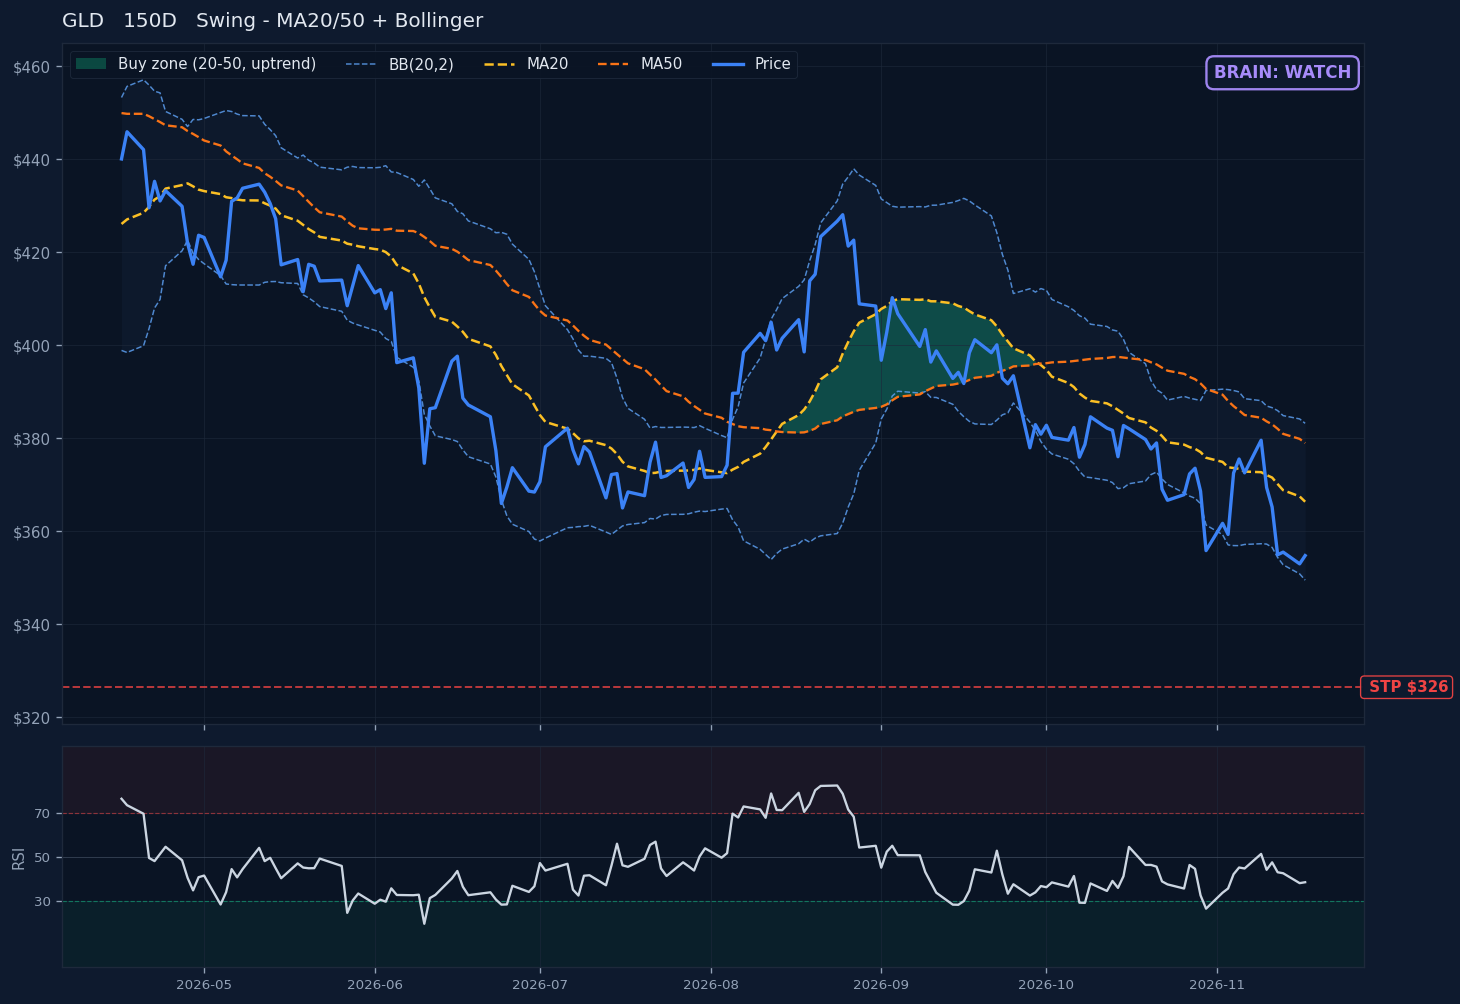 GLD   150D   Swing - MA20/50 + Bollinger
Buy zone (20-50, uptrend)   BB(20,2)   MA20   MA50   Price
BRAIN: WATCH
$460
$440
$420
$400
$380
$360
$340
$320
STP $326
RSI
70
50
30
2026-05   2026-06   2026-07   2026-08   2026-09   2026-10   2026-11